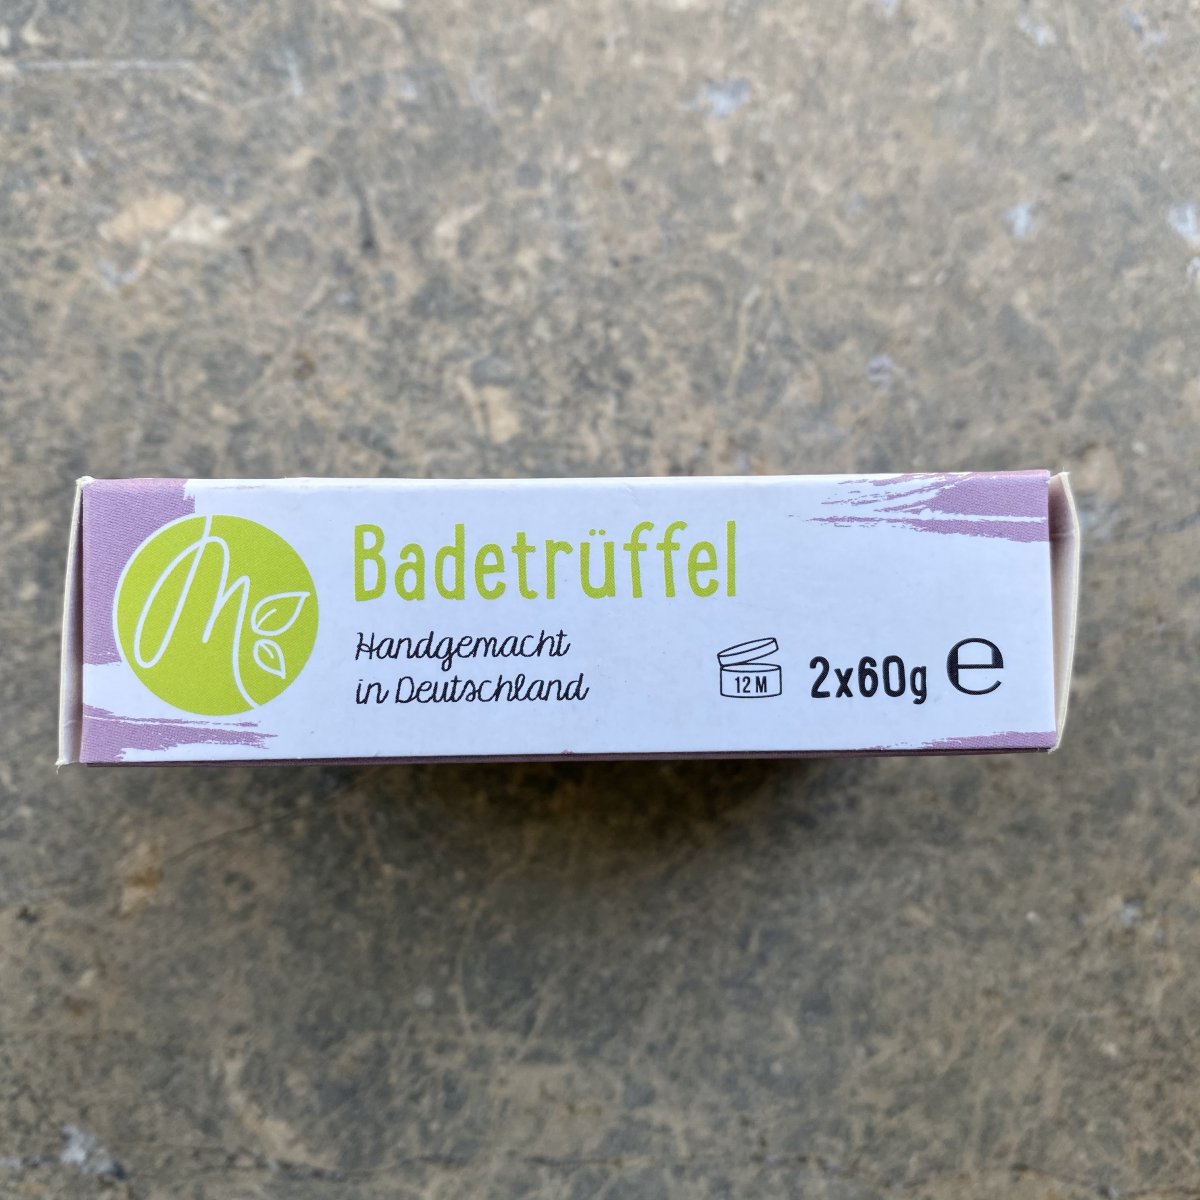 M
Badetrüffel
Handgemacht
in Deutschland
12 M
2x60g ℮